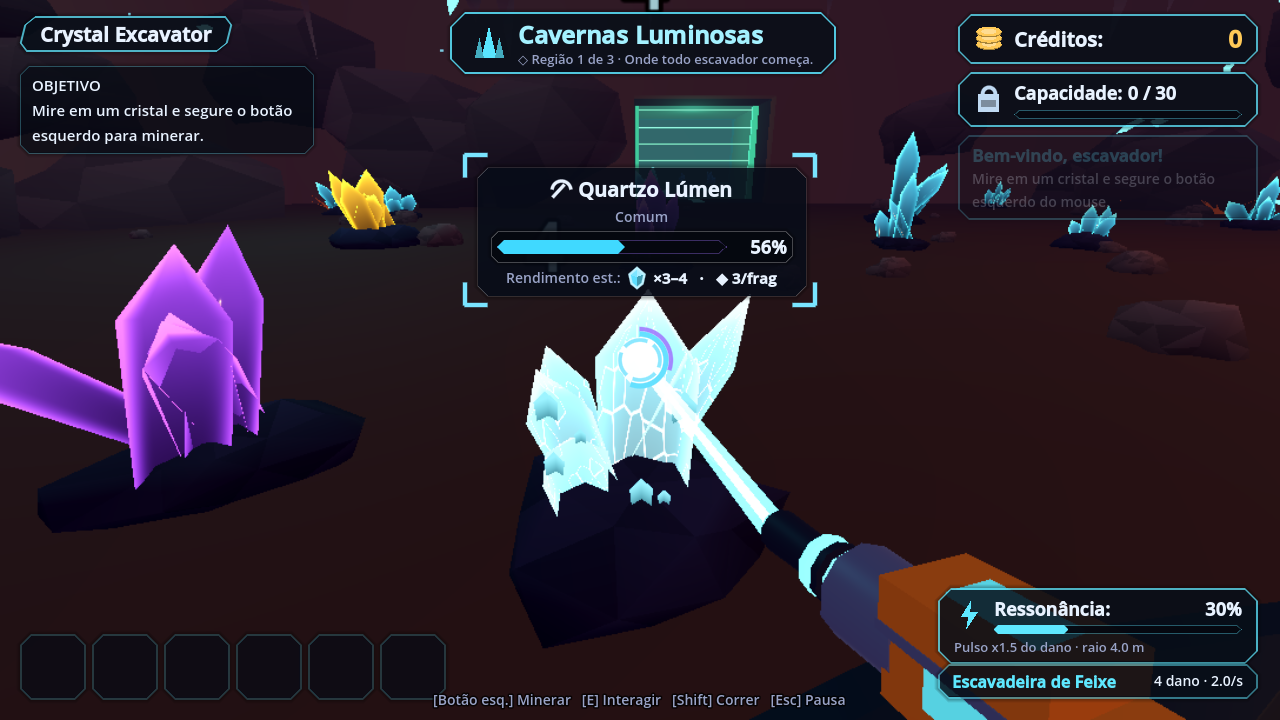 Crystal Excavator
OBJETIVO
Mire em um cristal e segure o botão
esquerdo para minerar.
Cavernas Luminosas
◇ Região 1 de 3 · Onde todo escavador começa.
Créditos: 0
Capacidade: 0 / 30
Bem-vindo, escavador!
Mire em um cristal e segure o botão
esquerdo do mouse.
Quartzo Lúmen
Comum
56%
Rendimento est.: ×3–4 · ◆ 3/frag
Ressonância: 30%
Pulso x1.5 do dano · raio 4.0 m
Escavadeira de Feixe 4 dano · 2.0/s
[Botão esq.] Minerar [E] Interagir [Shift] Correr [Esc] Pausa